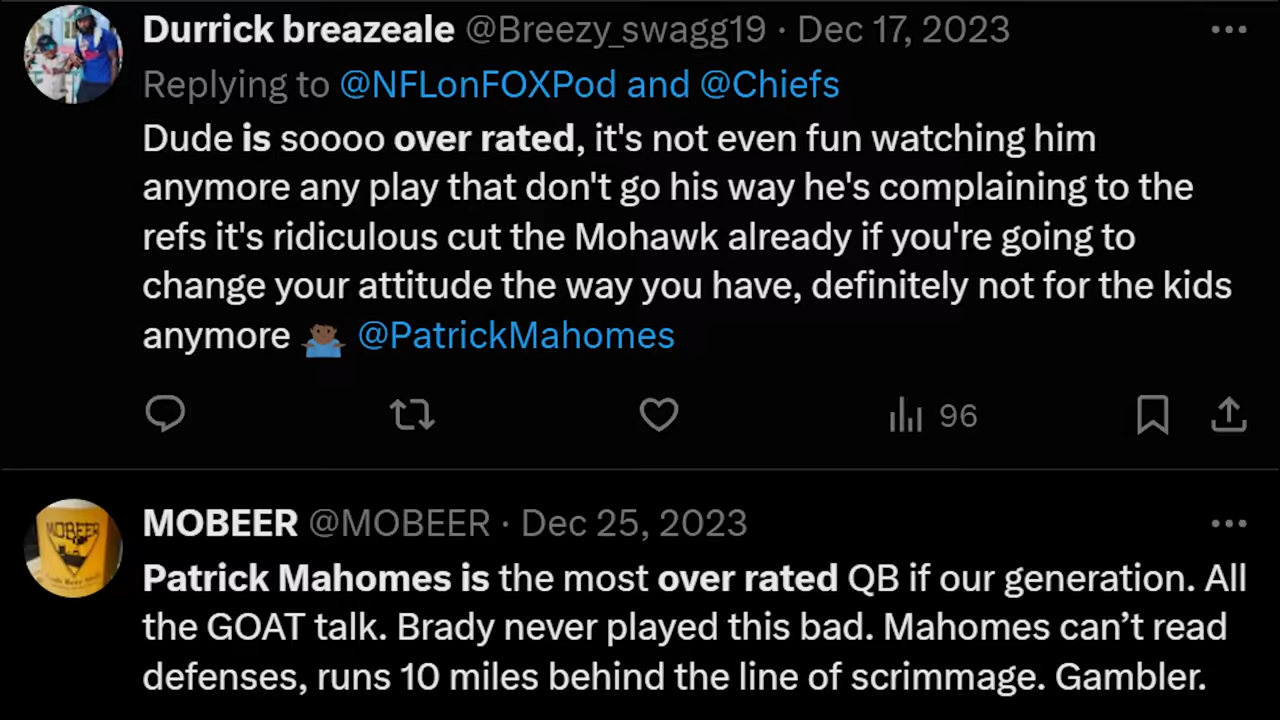 Durrick breazeale @Breezy_swagg19 · Dec 17, 2023
Replying to @NFLonFOXPod and @Chiefs
Dude is soooo over rated, it's not even fun watching him
anymore any play that don't go his way he's complaining to the
refs it's ridiculous cut the Mohawk already if you're going to
change your attitude the way you have, definitely not for the kids
anymore 🤷🏾‍♂️ @PatrickMahomes
96
MOBEER
MOBEER @MOBEER · Dec 25, 2023
Patrick Mahomes is the most over rated QB if our generation. All
the GOAT talk. Brady never played this bad. Mahomes can’t read
defenses, runs 10 miles behind the line of scrimmage. Gambler.